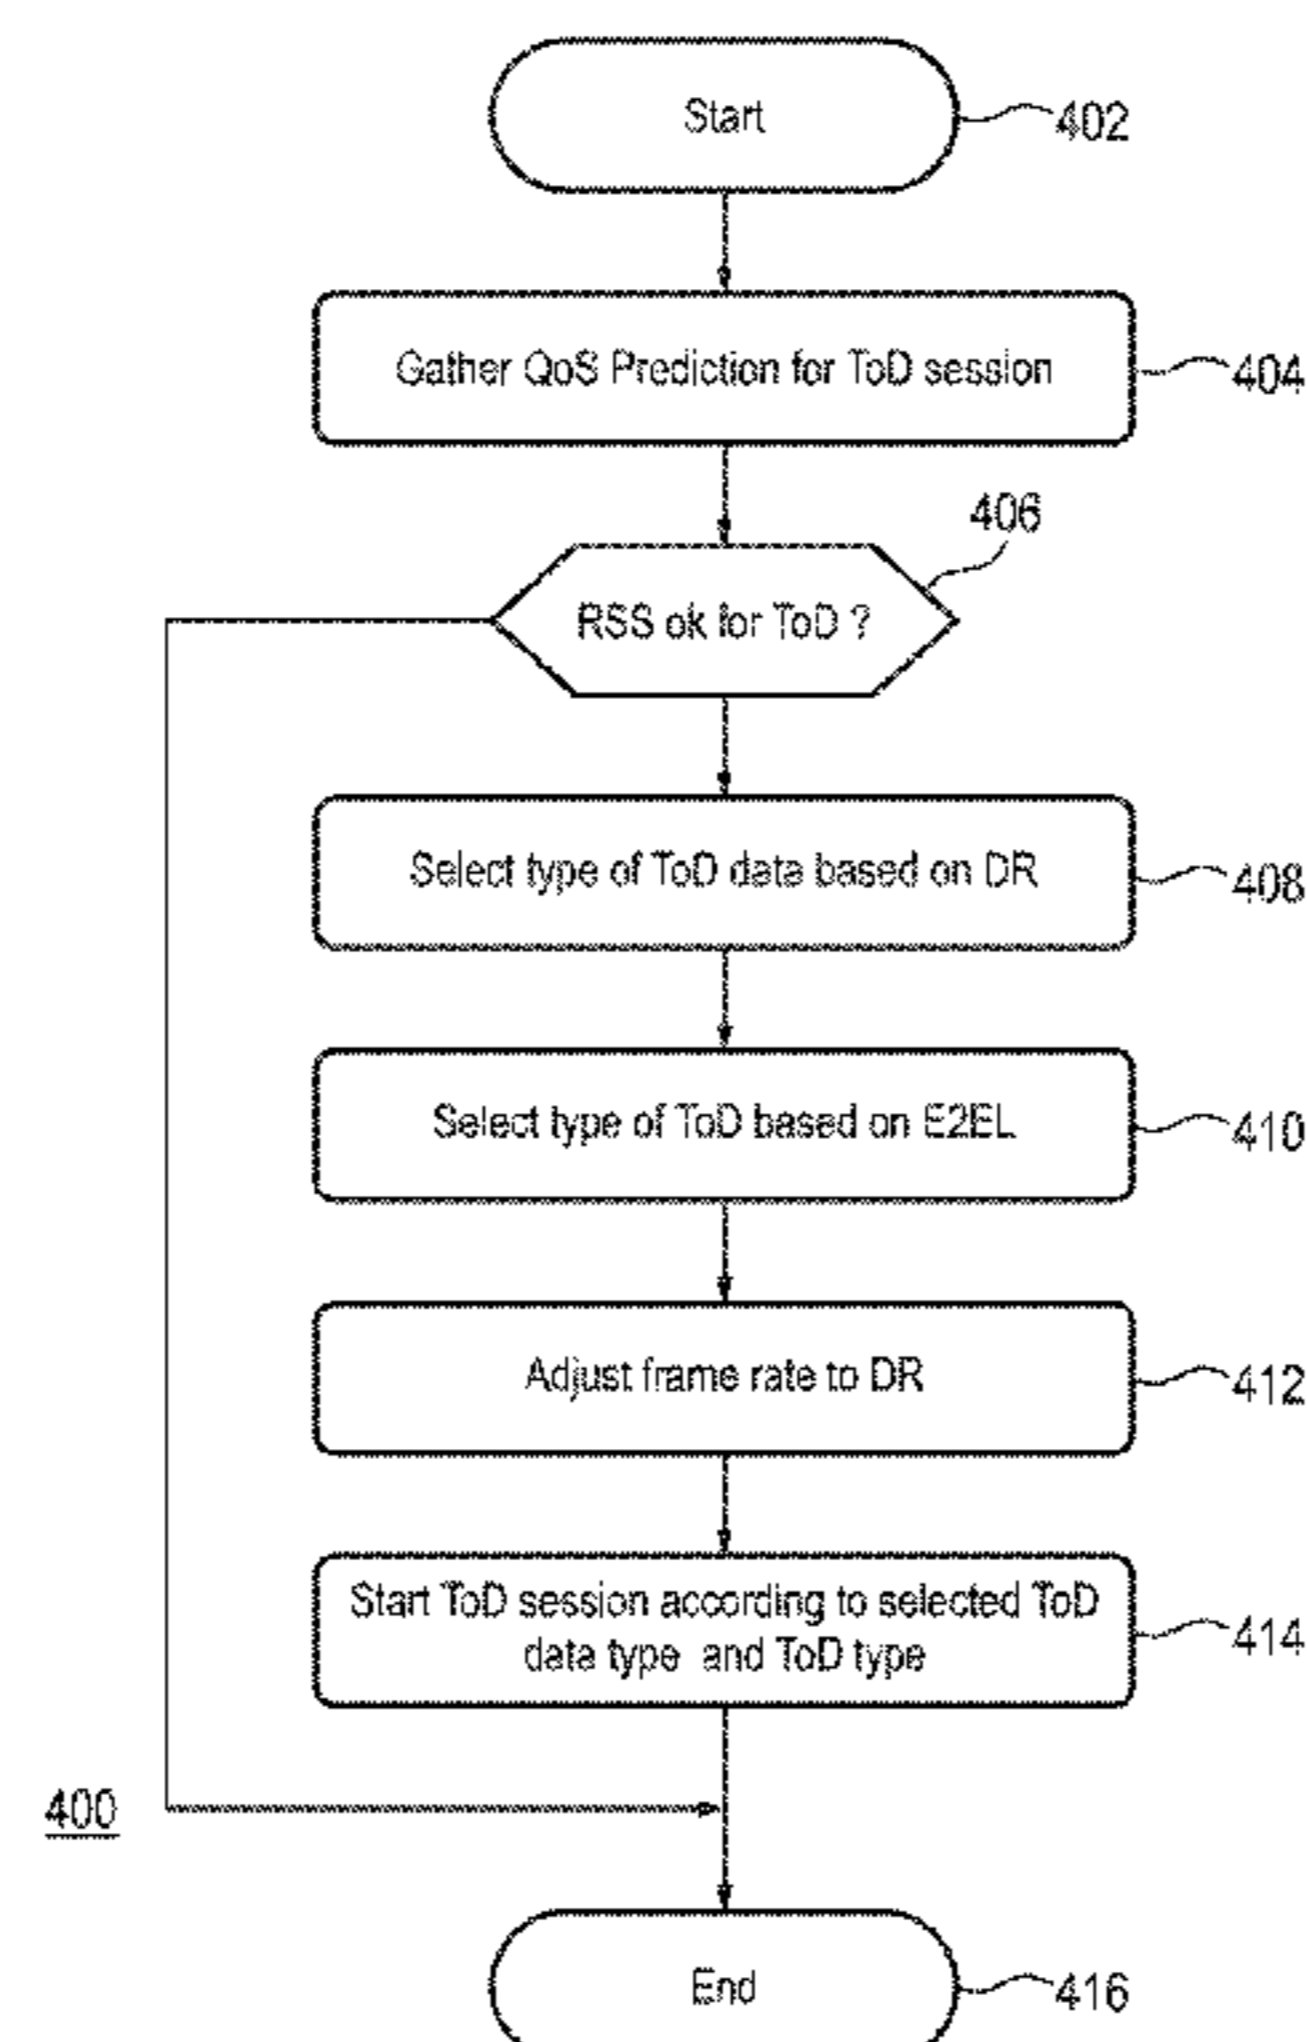 Start
402
Gather QoS Prediction for ToD session
404
406
RSS ok for ToD ?
Select type of ToD data based on DR
408
Select type of ToD based on E2EL
410
Adjust frame rate to DR
412
Start ToD session according to selected ToD
data type and ToD type
414
400
End
416